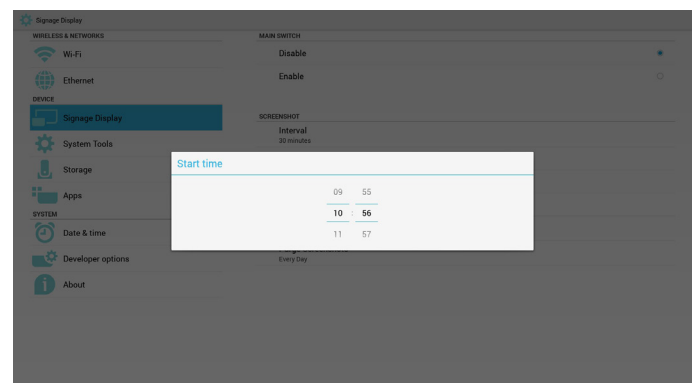 Signage Display
WIRELESS & NETWORKS
Wi-Fi
Ethernet
DEVICE
Signage Display
System Tools
Storage
Apps
SYSTEM
Date & time
Developer options
About
MAIN SWITCH
Disable
Enable
SCREENSHOT
Interval
30 minutes
Every Day
Start time
09 55
10 : 56
11 57